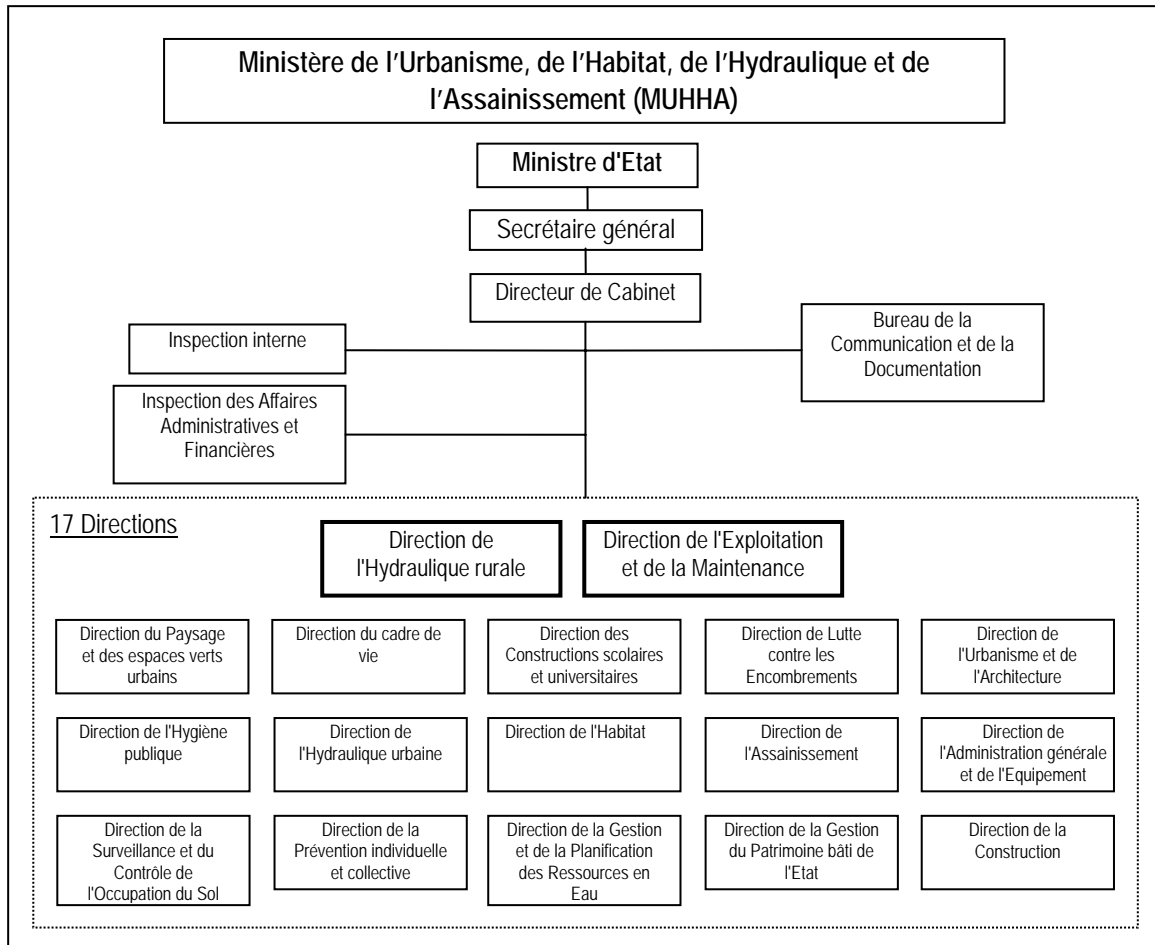 Ministère de l'Urbanisme, de l'Habitat, de l'Hydraulique et de
l'Assainissement (MUHHA)
Ministre d'Etat
Secrétaire général
Directeur de Cabinet
Inspection interne
Bureau de la
Communication et de la
Documentation
Inspection des Affaires
Administratives et
Financières
17 Directions
Direction de
l'Hydraulique rurale
Direction de l'Exploitation
et de la Maintenance
Direction du Paysage
et des espaces verts
urbains
Direction du cadre de
vie
Direction des
Constructions scolaires
et universitaires
Direction de Lutte
contre les
Encombrements
Direction de
l'Urbanisme et de
l'Architecture
Direction de l'Hygiène
publique
Direction de
l'Hydraulique urbaine
Direction de l'Habitat
Direction de
l'Assainissement
Direction de
l'Administration générale
et de l'Equipement
Direction de la
Surveillance et du
Contrôle de
l'Occupation du Sol
Direction de la
Prévention individuelle
et collective
Direction de la Gestion
et de la Planification
des Ressources en
Eau
Direction de la Gestion
du Patrimoine bâti de
l'Etat
Direction de la
Construction